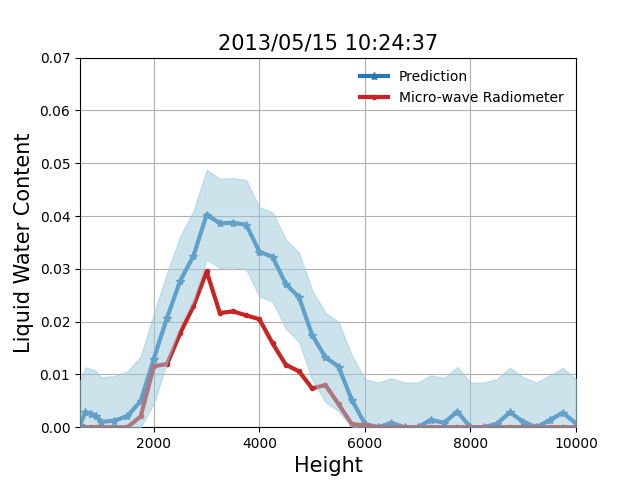 2013/05/15 10:24:37
0.07
0.06
0.05
0.04
0.03
0.02
0.01
0.00
Liquid Water Content
Prediction
Micro-wave Radiometer
2000 4000 6000 8000 10000
Height